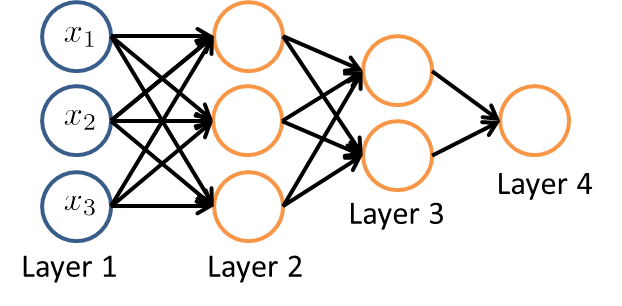 x₁
x₂
x₃
Layer 1
Layer 2
Layer 3
Layer 4